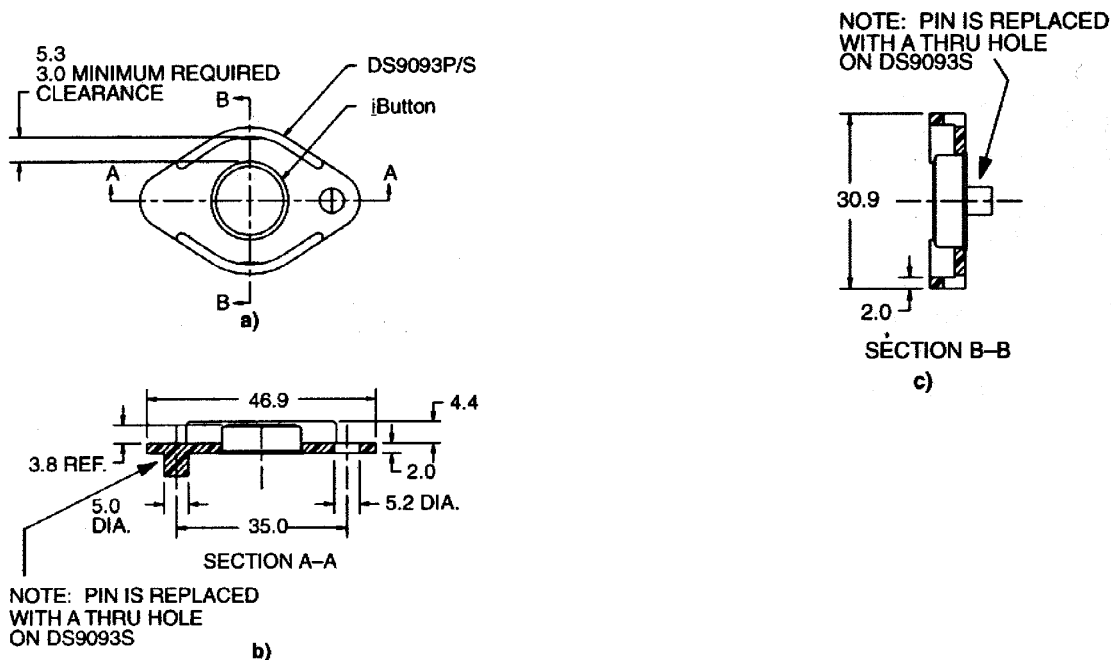 5.3
3.0 MINIMUM REQUIRED
CLEARANCE
DS9093P/S
iButton
B
A
A
B
a)
NOTE: PIN IS REPLACED
WITH A THRU HOLE
ON DS9093S
30.9
2.0
SECTION B–B
c)
46.9
4.4
3.8 REF.
2.0
5.0
DIA.
5.2 DIA.
35.0
SECTION A–A
NOTE: PIN IS REPLACED
WITH A THRU HOLE
ON DS9093S
b)